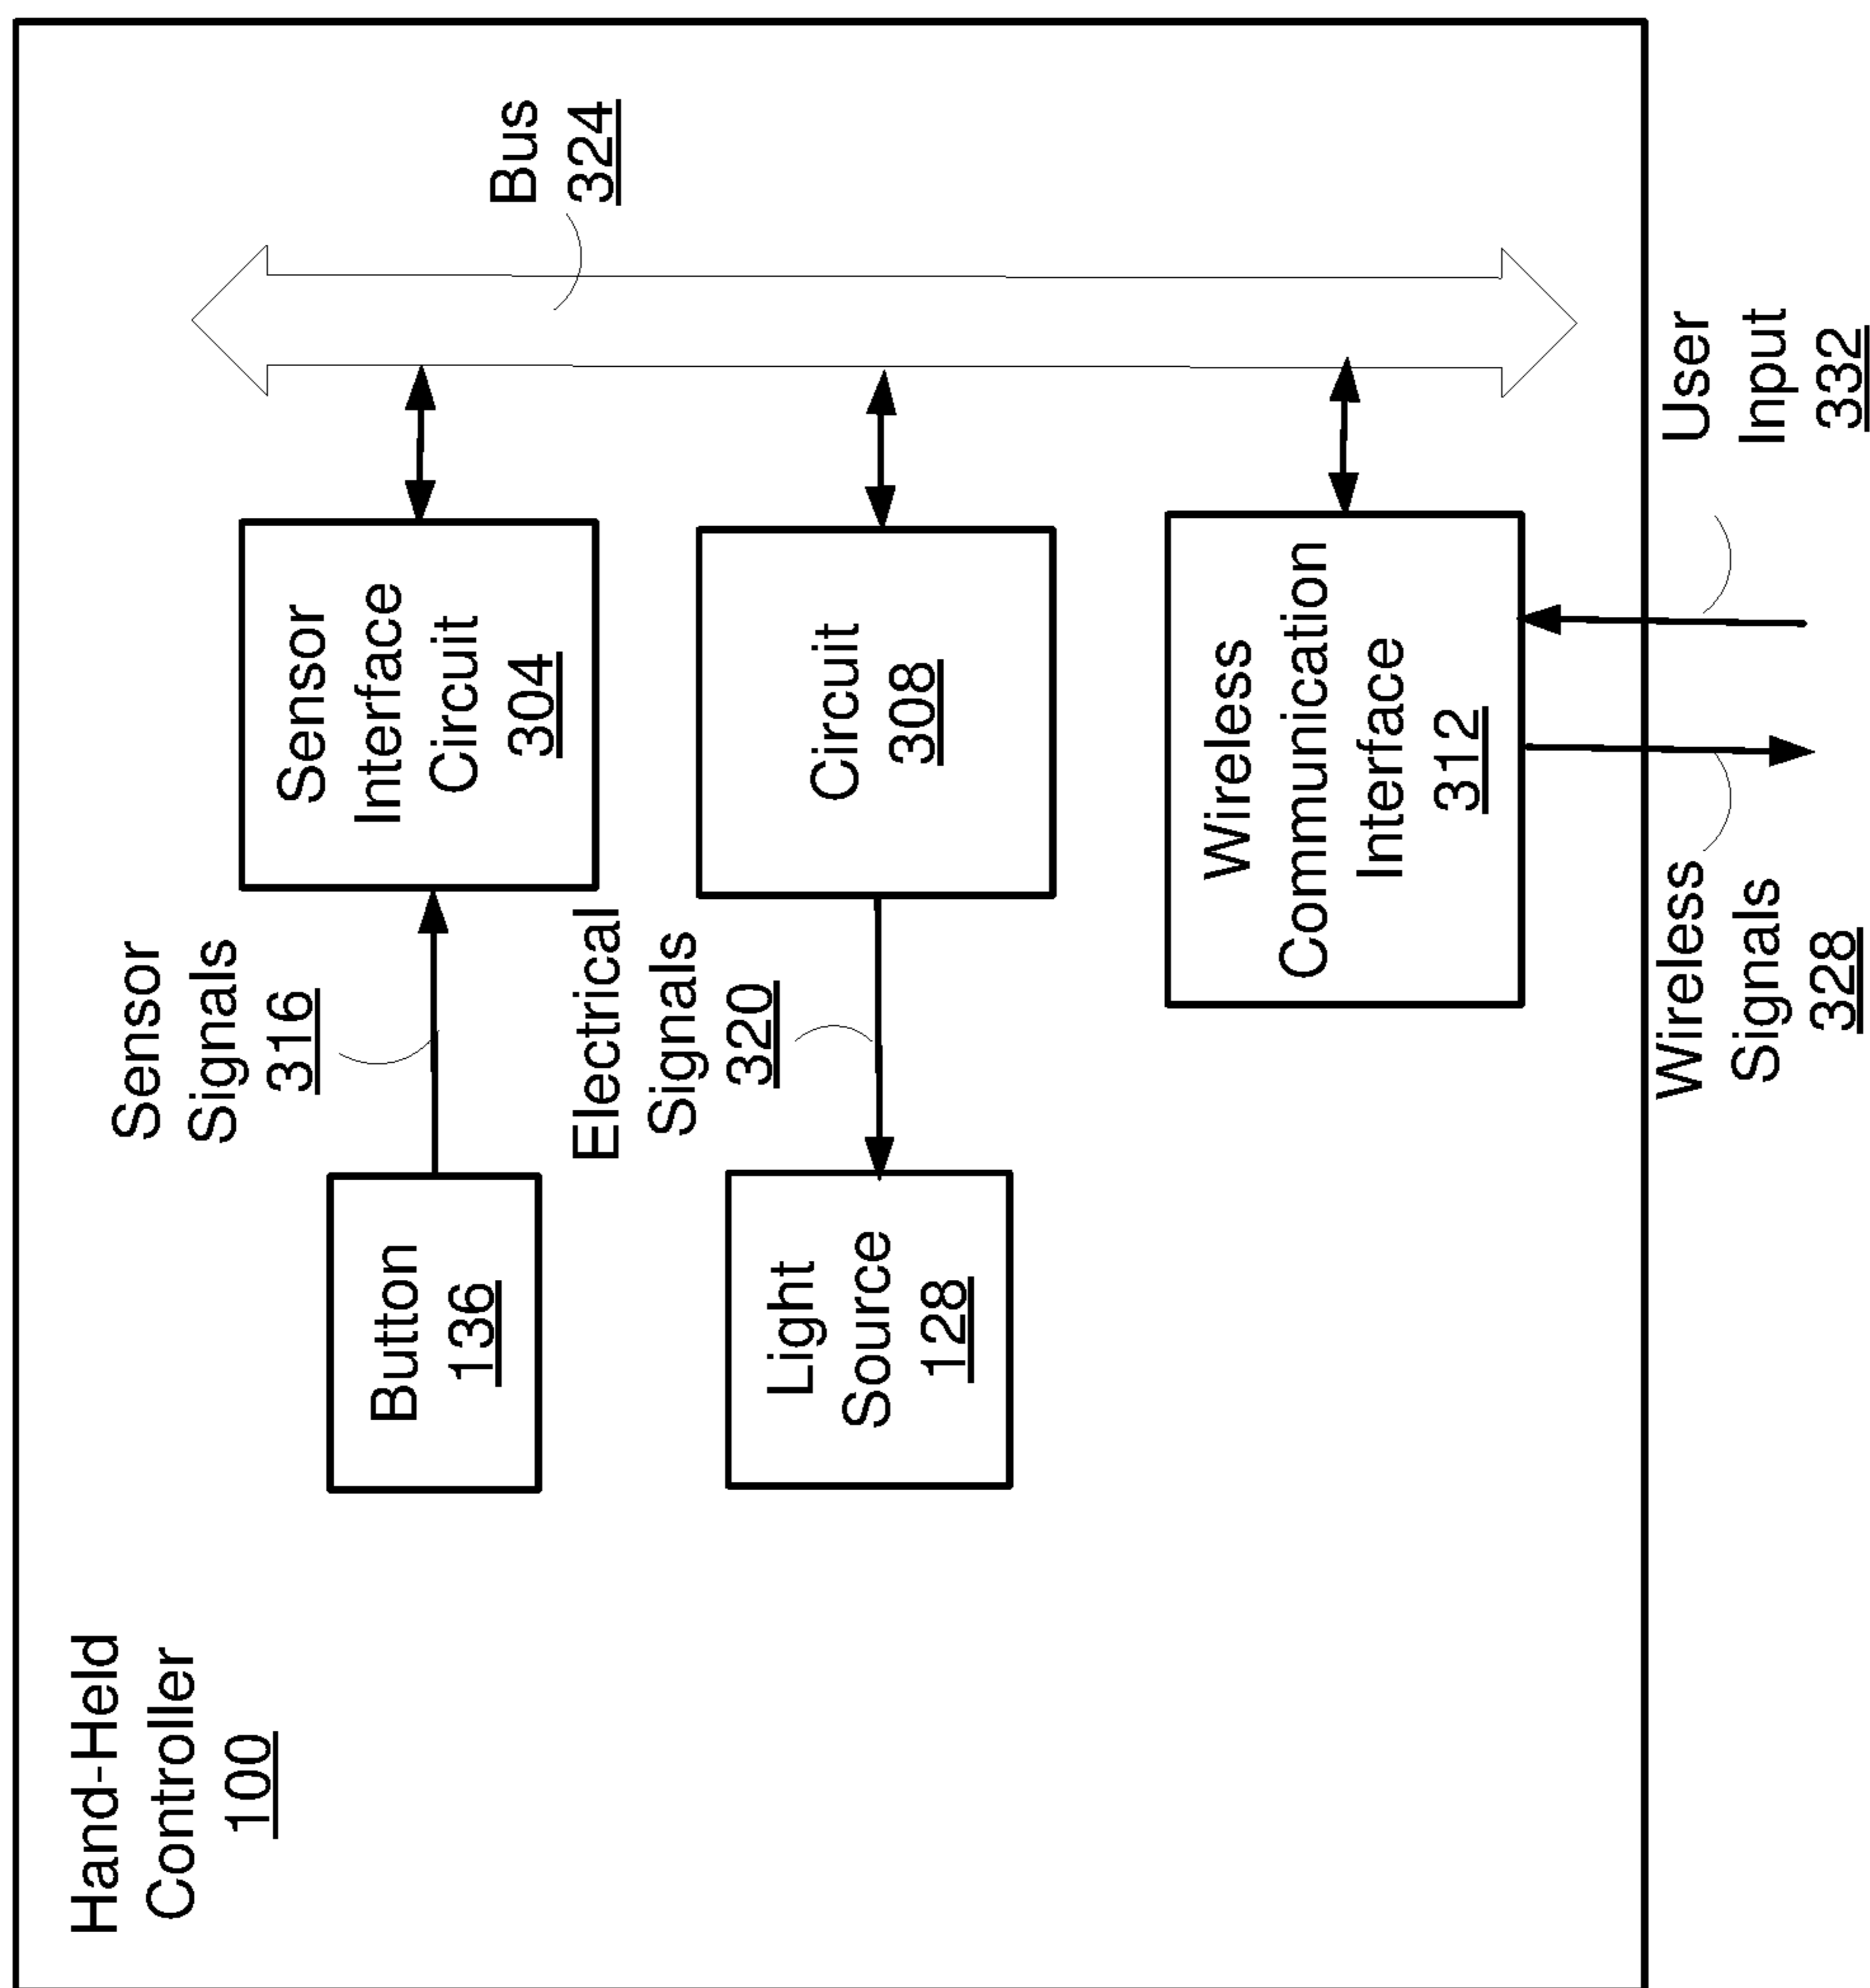 Hand-Held
Controller
100
Button
136
Sensor
Signals
316
Sensor
Interface
Circuit
304
Bus
324
Light
Source
128
Electrical
Signals
320
Circuit
308
Wireless
Communication
Interface
312
Wireless
Signals
328
User
Input
332